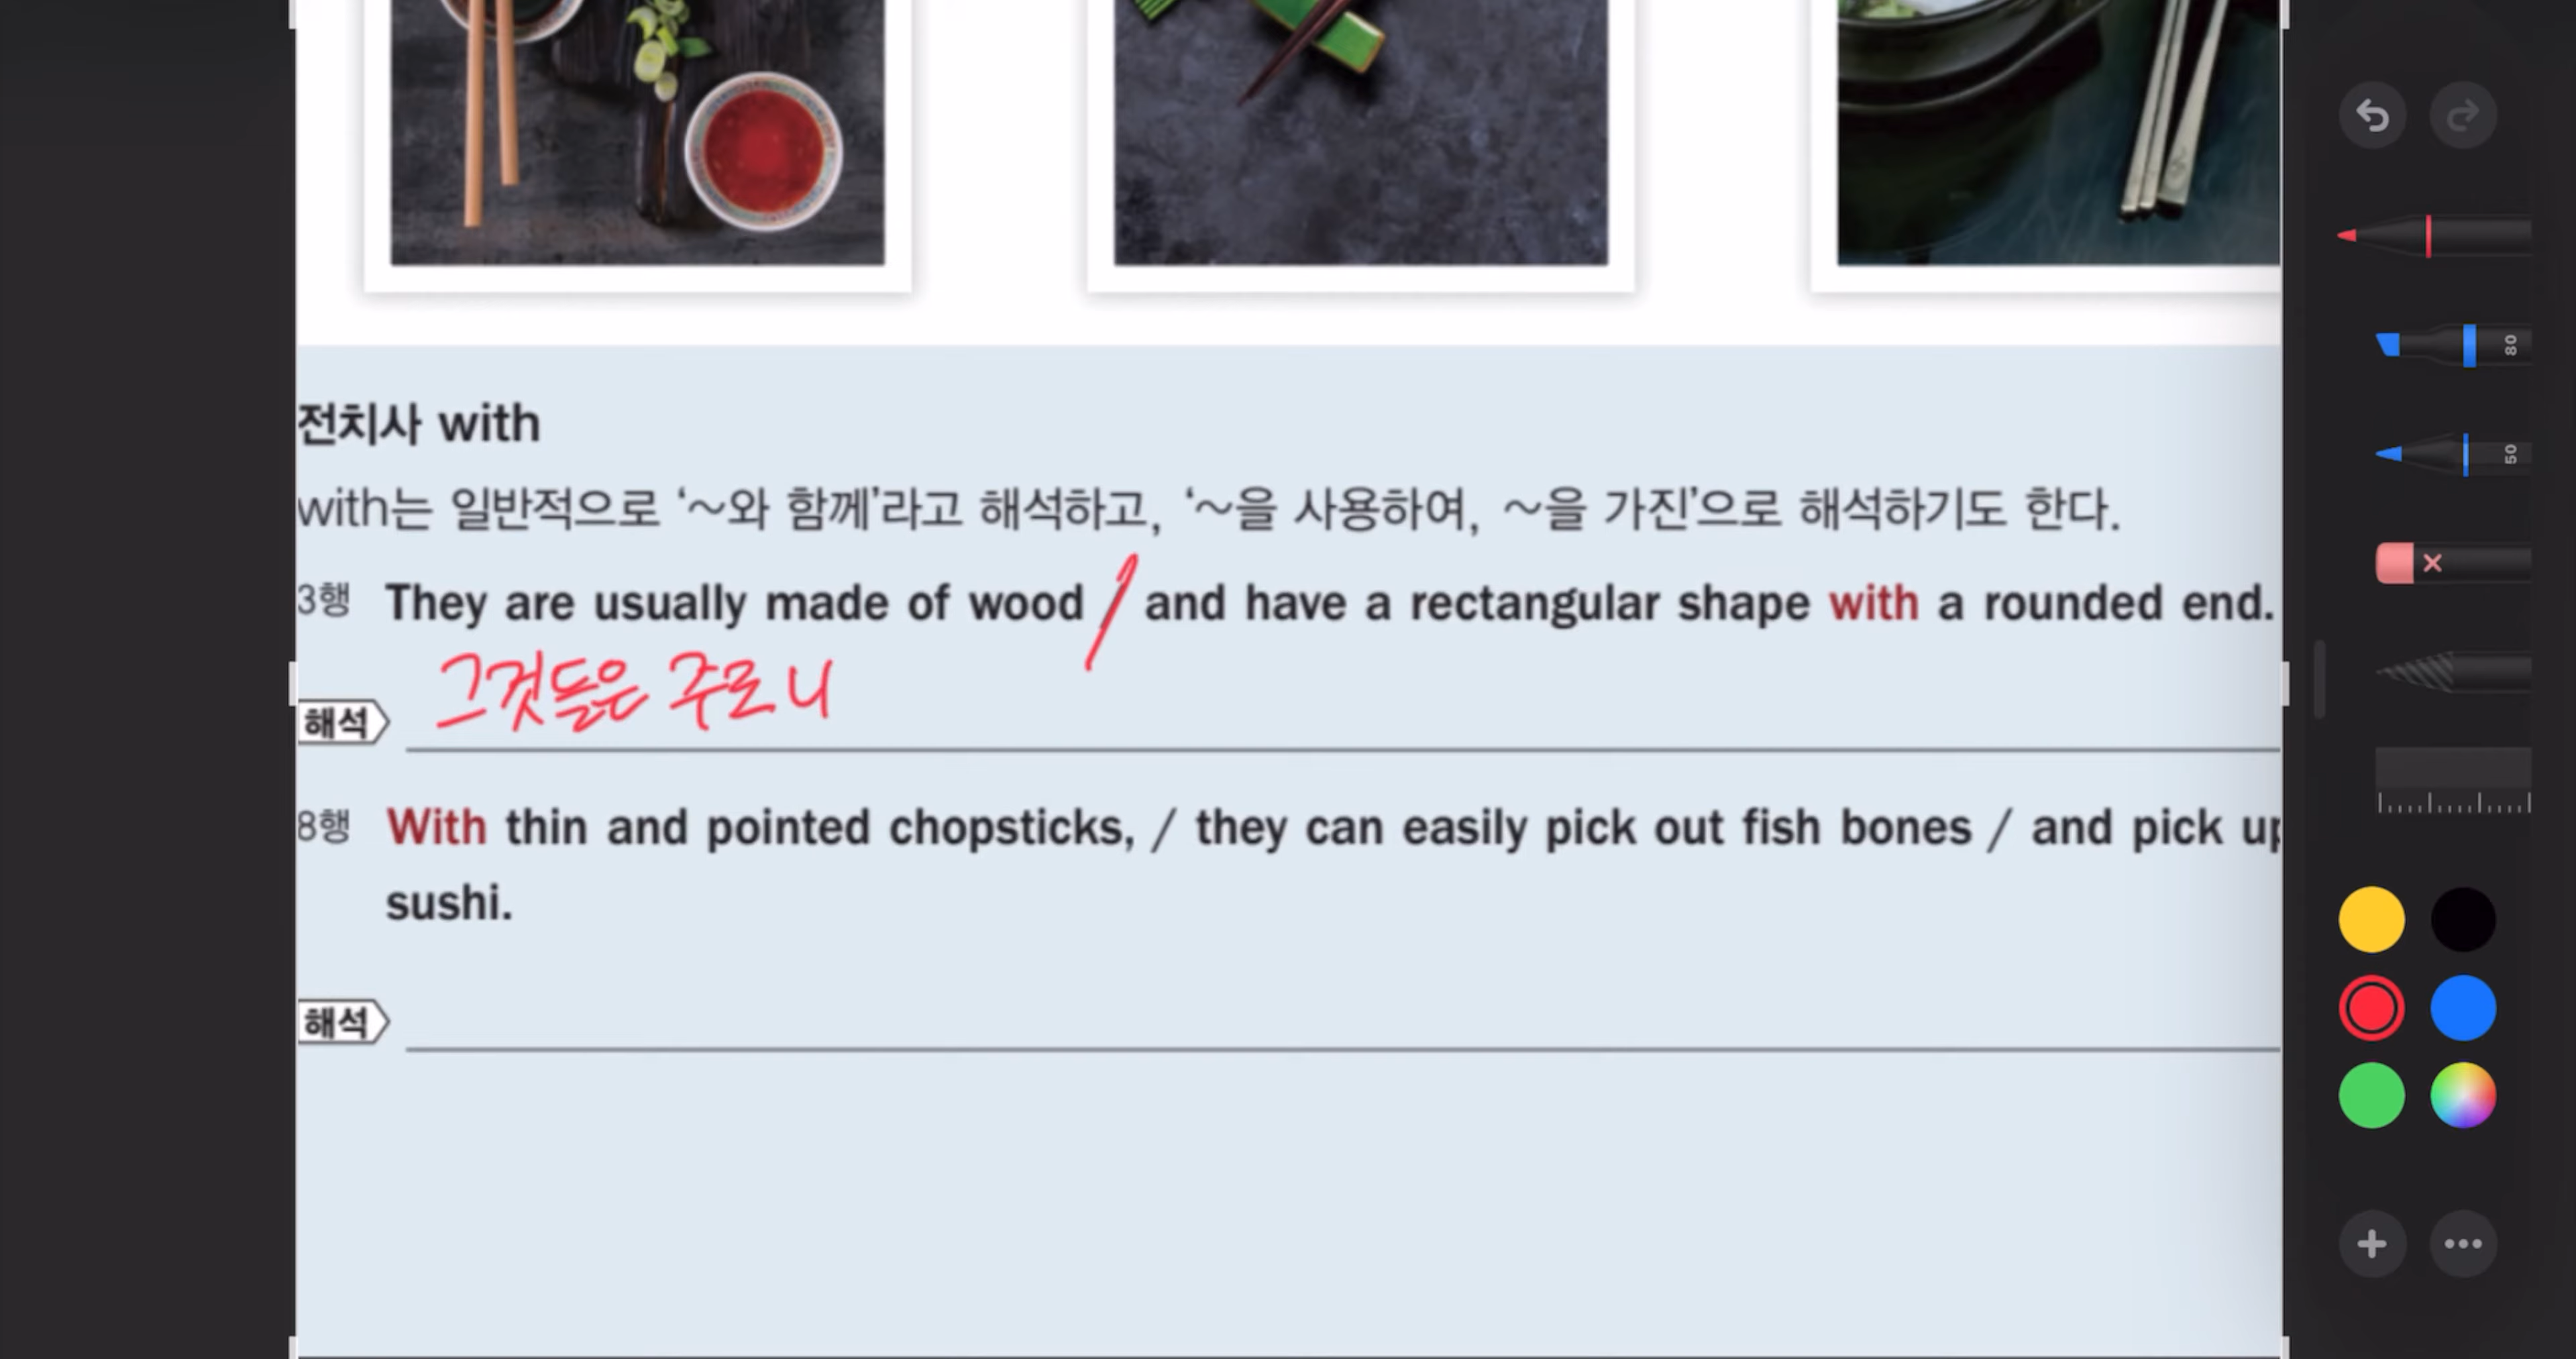 전치사 with
with는 일반적으로 ‘~와 함께’라고 해석하고, ‘~을 사용하여, ~을 가진’으로 해석하기도 한다.
3행 They are usually made of wood / and have a rectangular shape with a rounded end.
그것들은 주로 나
해석
8행 With thin and pointed chopsticks, / they can easily pick out fish bones / and pick up
sushi.
해석
80
50